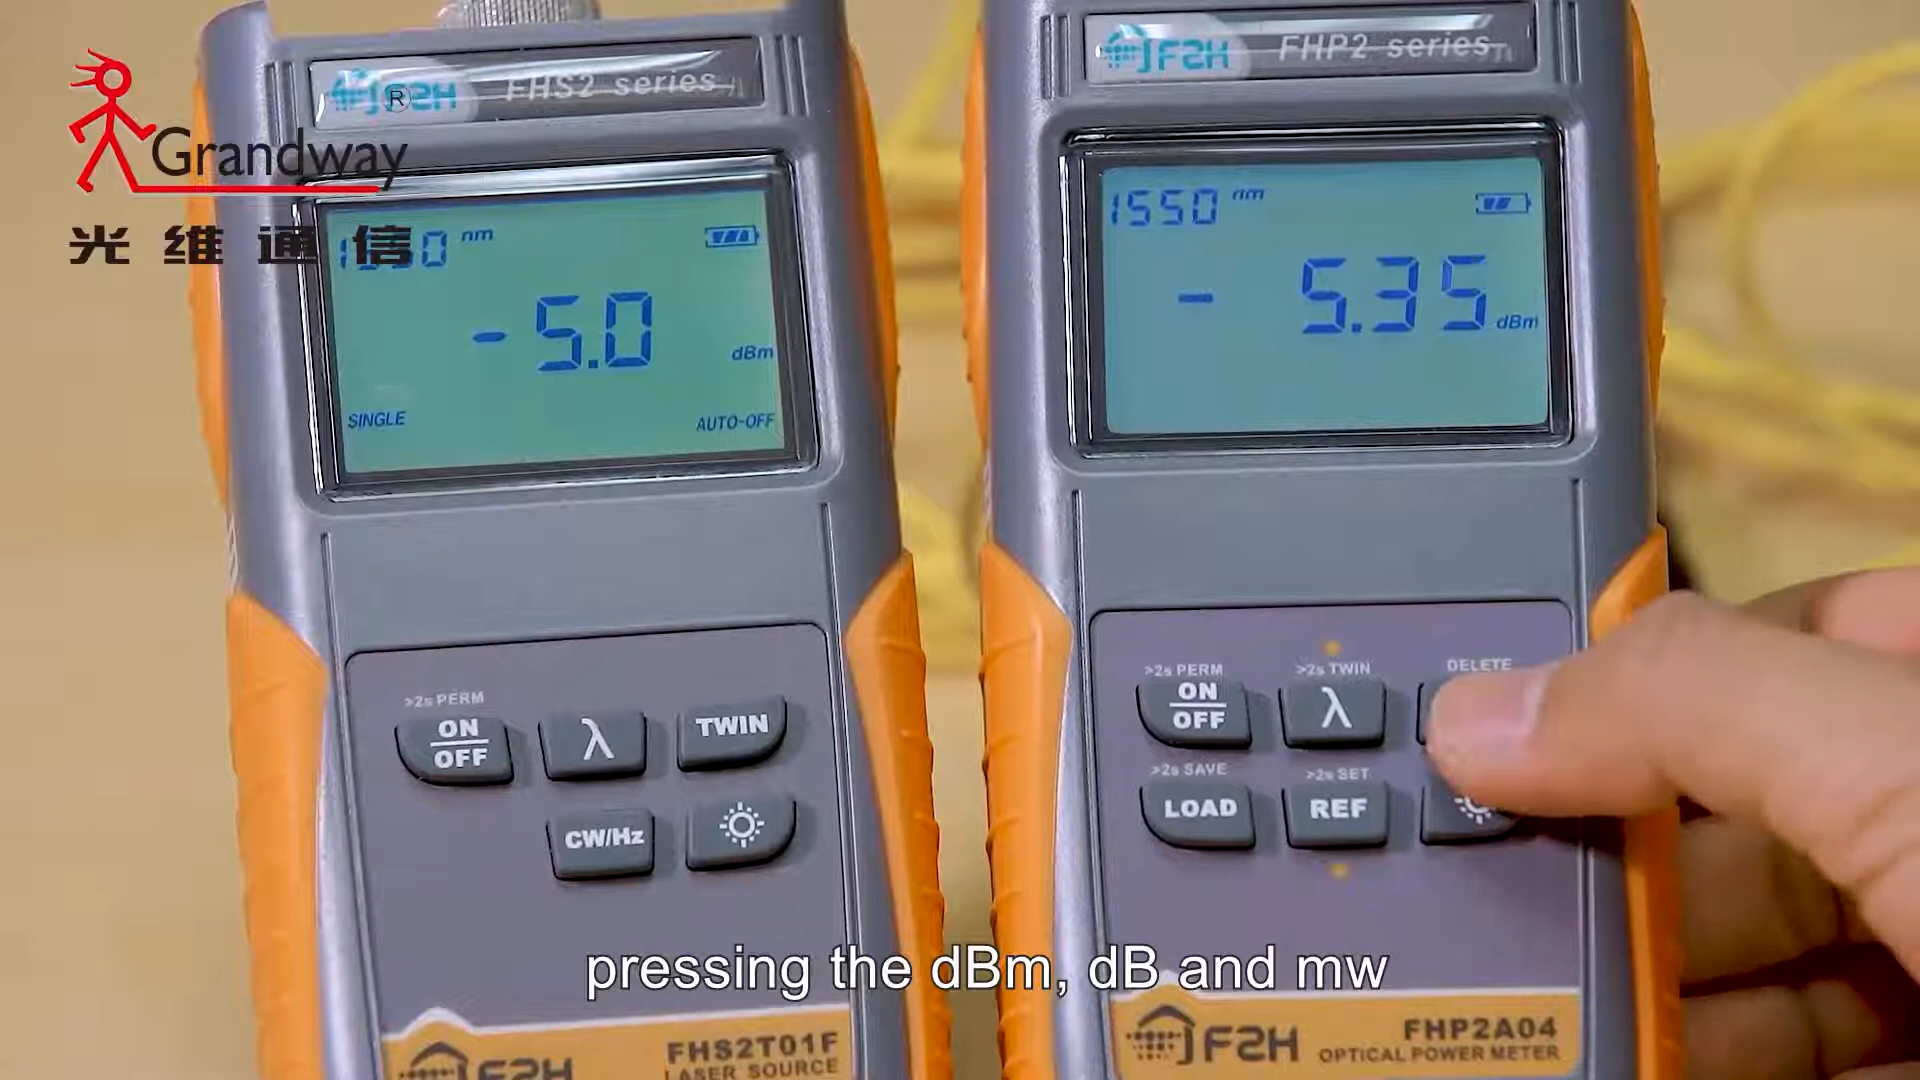 Grandway
®
光维通信
FHS2 series
nm
- 5.0
dBm
SINGLE
AUTO-OFF
>2s PERM
ON
OFF
λ
TWIN
CW/Hz
F2H
FHS2T01F
LASER SOURCE
F2H
FHP2 series
1550 nm
- 5.35
dBm
>2s PERM
>2s TWIN
DELETE
ON
OFF
λ
>2s SAVE
>2s SET
LOAD
REF
pressing the dBm, dB and mw
F2H
FHP2A04
OPTICAL POWER METER